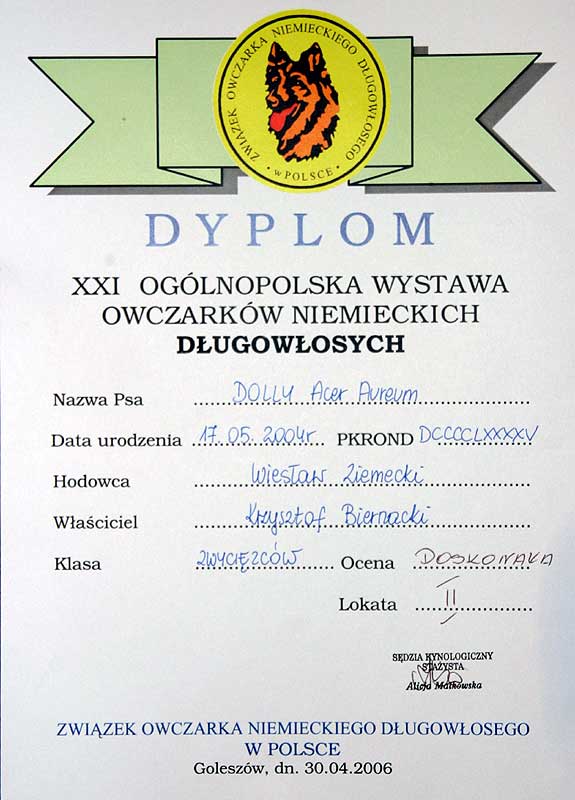 ZWIĄZEK OWCZARKA NIEMIECKIEGO DŁUGOWŁOSEGO
• W POLSCE •
DYPLOM
XXI OGÓLNOPOLSKA WYSTAWA
OWCZARKÓW NIEMIECKICH
DŁUGOWŁOSYCH
Nazwa Psa DOLLY Acer Aureum
Data urodzenia 17.05.2004r PKROND DCCCCLXXXXV
Hodowca Wiesław Ziemecki
Właściciel Krzysztof Biernacki
Klasa ZWYCIĘZCÓW Ocena DOSKONAŁA
Lokata II
SĘDZIA KYNOLOGICZNY
STAŻYSTA
Alicja Małkowska
ZWIĄZEK OWCZARKA NIEMIECKIEGO DŁUGOWŁOSEGO
W POLSCE
Goleszów, dn. 30.04.2006